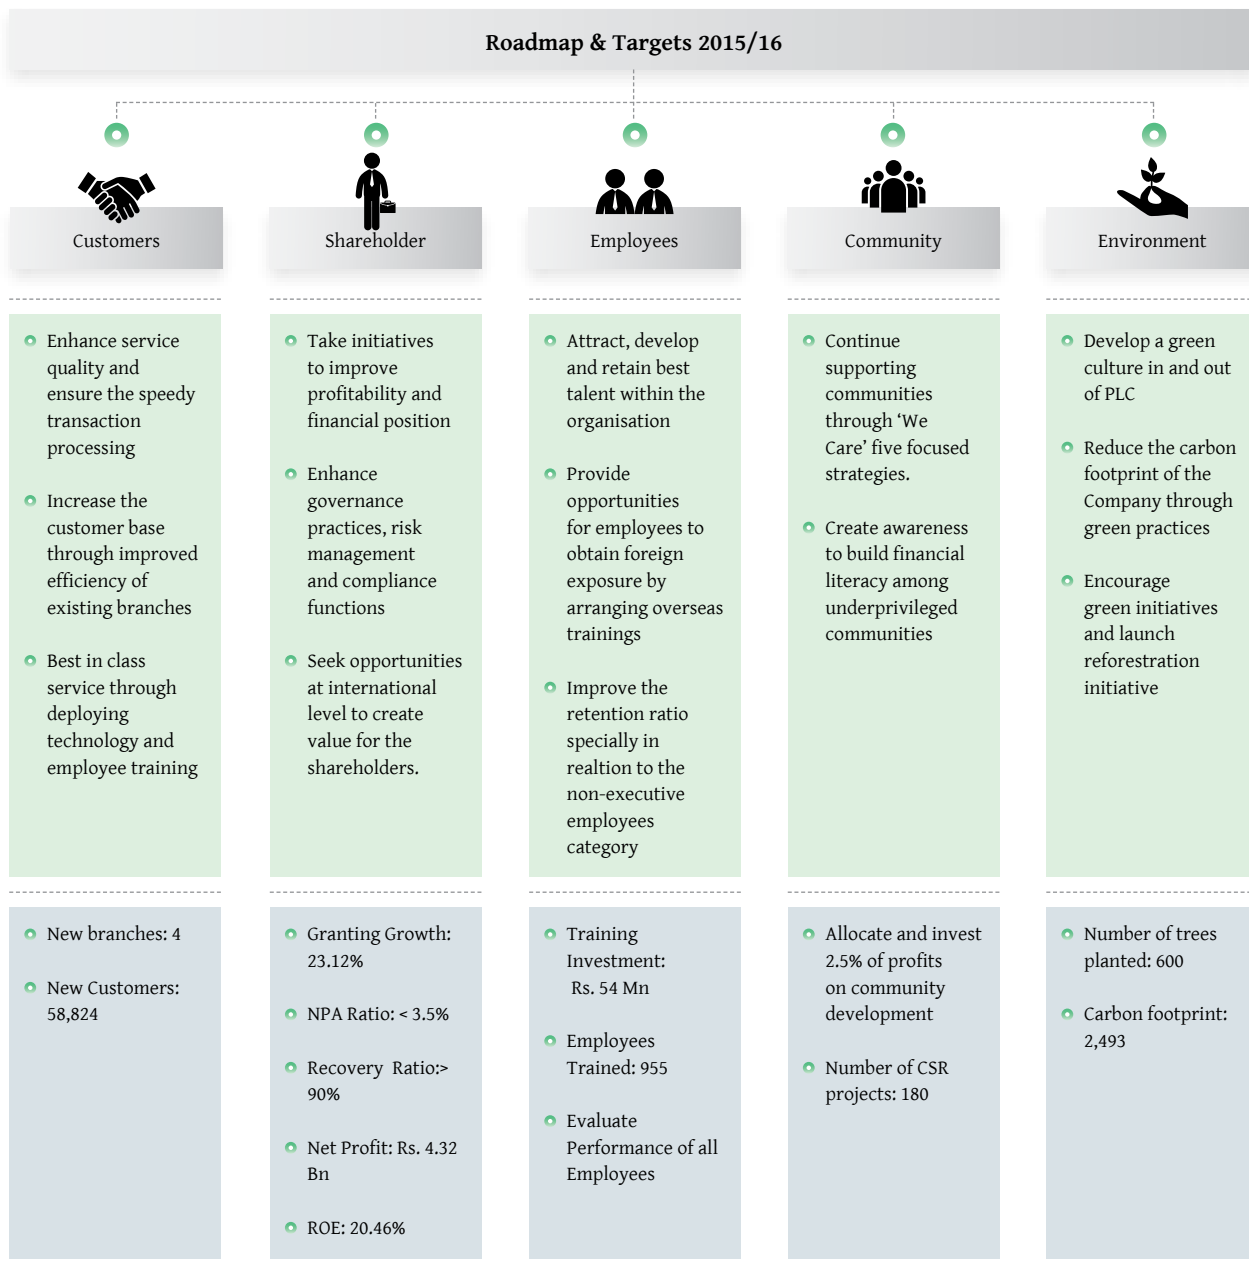 Roadmap & Targets 2015/16
Customers
Enhance service
quality and
ensure the speedy
transaction
processing
Increase the
customer base
through improved
efficiency of
existing branches
Best in class
service through
deploying
technology and
employee training
New branches: 4
New Customers:
58,824
Shareholder
Take initiatives
to improve
profitability and
financial position
Enhance
governance
practices, risk
management
and compliance
functions
Seek opportunities
at international
level to create
value for the
shareholders.
Granting Growth:
23.12%
NPA Ratio: < 3.5%
Recovery Ratio:>
90%
Net Profit: Rs. 4.32
Bn
ROE: 20.46%
Employees
Attract, develop
and retain best
talent within the
organisation
Provide
opportunities
for employees to
obtain foreign
exposure by
arranging overseas
trainings
Improve the
retention ratio
specially in
realtion to the
non-executive
employees
category
Training
Investment:
Rs. 54 Mn
Employees
Trained: 955
Evaluate
Performance of all
Employees
Community
Continue
supporting
communities
through ‘We
Care’ five focused
strategies.
Create awareness
to build financial
literacy among
underprivileged
communities
Allocate and invest
2.5% of profits
on community
development
Number of CSR
projects: 180
Environment
Develop a green
culture in and out
of PLC
Reduce the carbon
footprint of the
Company through
green practices
Encourage
green initiatives
and launch
reforestration
initiative
Number of trees
planted: 600
Carbon footprint:
2,493